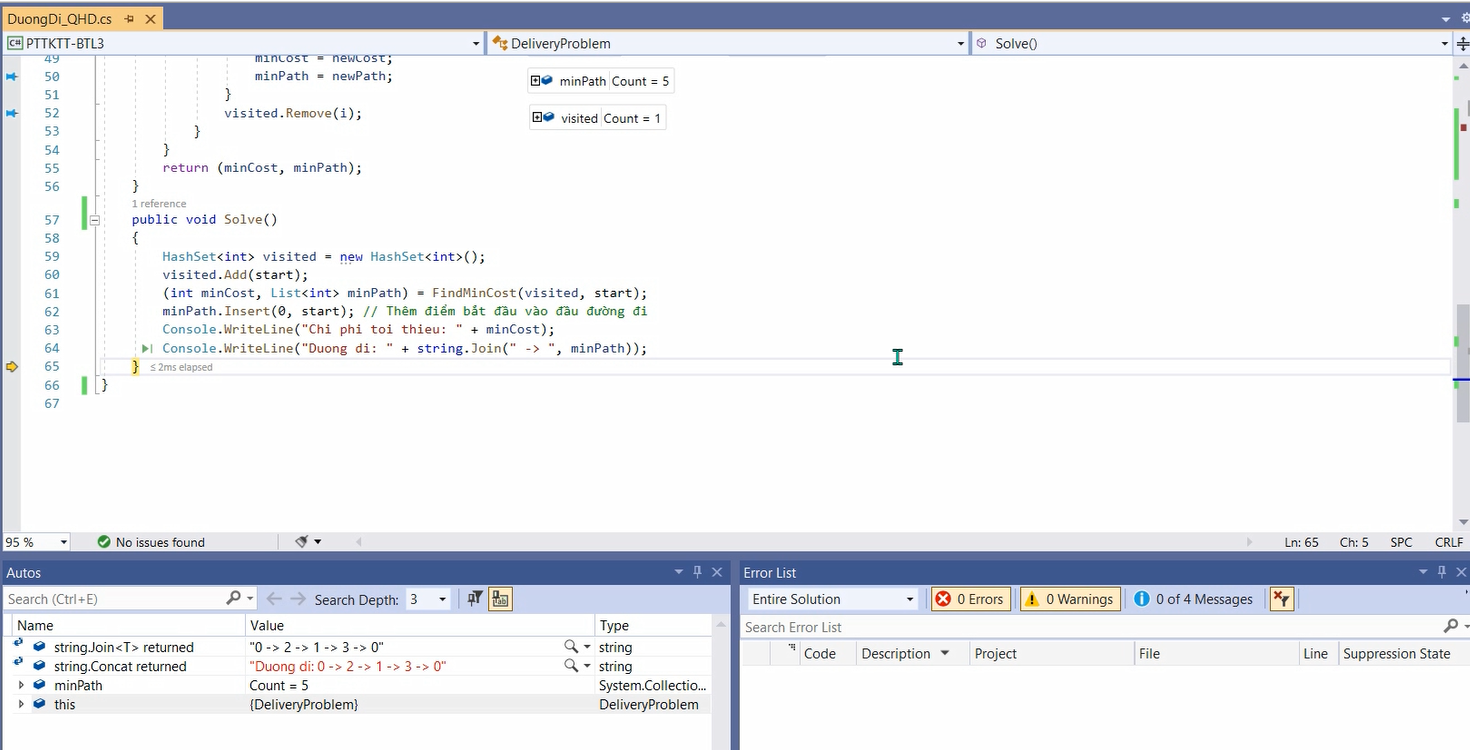 DuongDi_QHD.cs
C# PTTKTT-BTL3 DeliveryProblem Solve()
49 minCost = newCost;
50 minPath = newPath; minPath Count = 5
51 }
52 visited.Remove(i); visited Count = 1
53 }
54 }
55 return (minCost, minPath);
56 }
1 reference
57 public void Solve()
58 {
59 HashSet<int> visited = new HashSet<int>();
60 visited.Add(start);
61 (int minCost, List<int> minPath) = FindMinCost(visited, start);
62 minPath.Insert(0, start); // Thêm điểm bắt đầu vào đầu đường đi
63 Console.WriteLine("Chi phi toi thieu: " + minCost);
64 Console.WriteLine("Duong di: " + string.Join(" -> ", minPath));
65 } ≤ 2ms elapsed
66 }
67
95 % No issues found Ln: 65 Ch: 5 SPC CRLF
Autos
Search (Ctrl+E) Search Depth: 3
Name Value Type
string.Join<T> returned "0 -> 2 -> 1 -> 3 -> 0" string
string.Concat returned "Duong di: 0 -> 2 -> 1 -> 3 -> 0" string
minPath Count = 5 System.Collectio...
this {DeliveryProblem} DeliveryProblem
Error List
Entire Solution 0 Errors 0 Warnings 0 of 4 Messages
Search Error List
Code Description Project File Line Suppression State